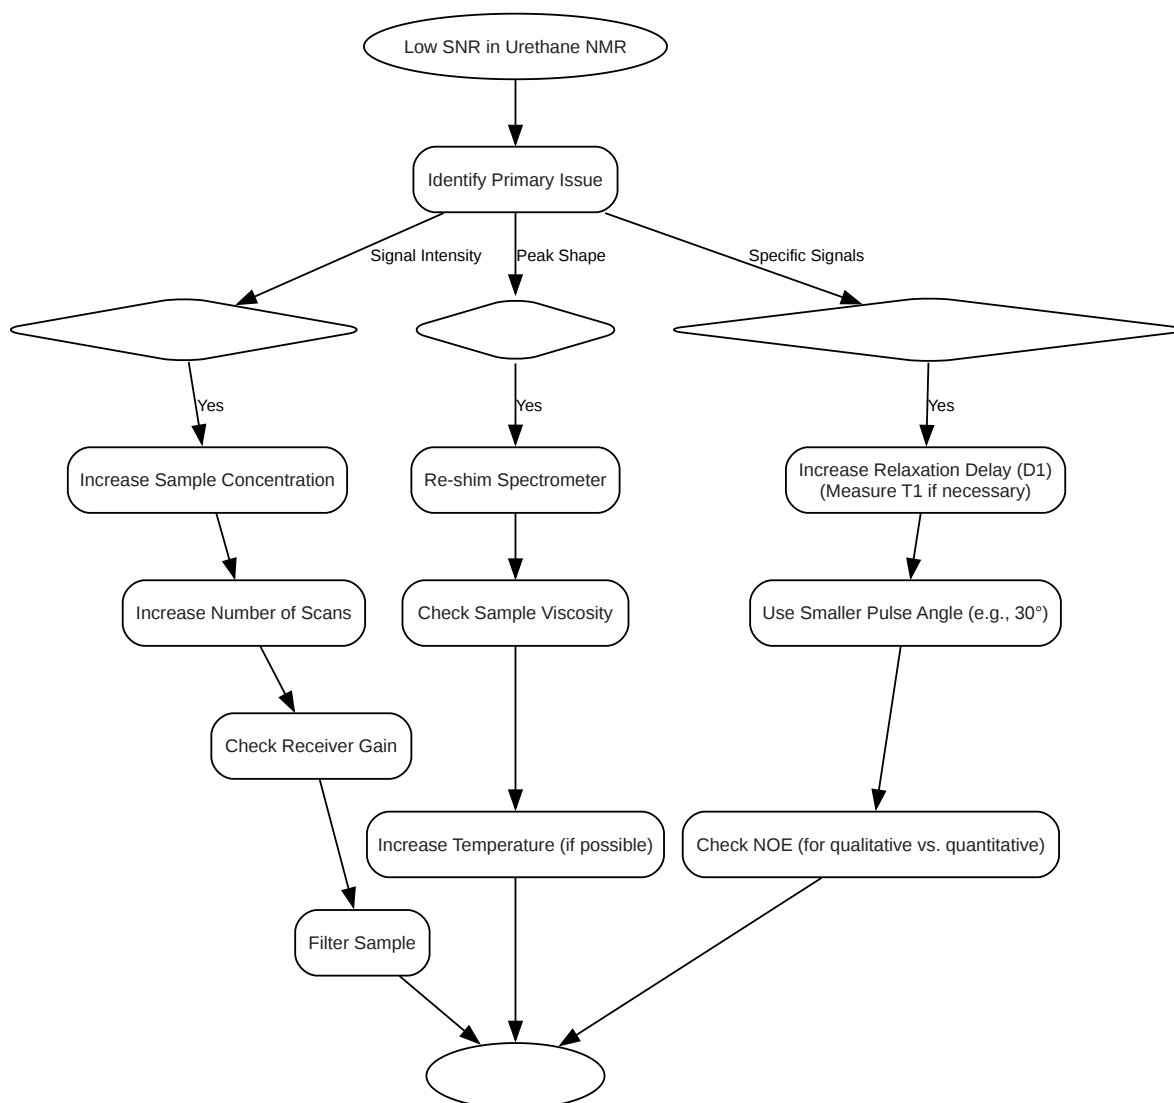 Low SNR in Urethane NMR
Identify Primary Issue
Signal Intensity
Peak Shape
Specific Signals
Yes
Yes
Yes
Increase Sample Concentration
Re-shim Spectrometer
Increase Relaxation Delay (D1)
(Measure T1 if necessary)
Increase Number of Scans
Check Sample Viscosity
Use Smaller Pulse Angle (e.g., 30°)
Check Receiver Gain
Increase Temperature (if possible)
Check NOE (for qualitative vs. quantitative)
Filter Sample